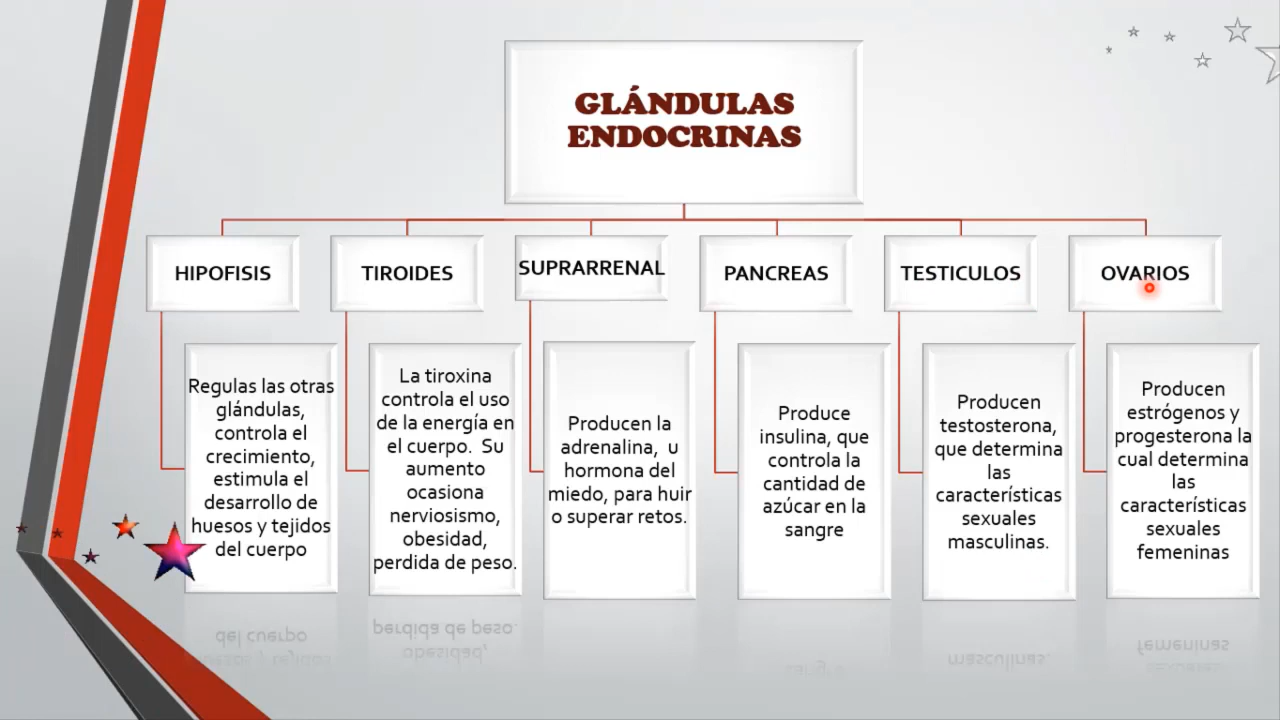 GLÁNDULAS
ENDOCRINAS
HIPOFISIS
Regulas las otras
glándulas,
controla el
crecimiento,
estimula el
desarrollo de
huesos y tejidos
del cuerpo
TIROIDES
La tiroxina
controla el uso
de la energía en
el cuerpo. Su
aumento
ocasiona
nerviosismo,
obesidad,
perdida de peso.
SUPRARRENAL
Producen la
adrenalina, u
hormona del
miedo, para huir
o superar retos.
PANCREAS
Produce
insulina, que
controla la
cantidad de
azúcar en la
sangre
TESTICULOS
Producen
testosterona,
que determina
las
características
sexuales
masculinas.
OVARIOS
Producen
estrógenos y
progesterona la
cual determina
las
características
sexuales
femeninas